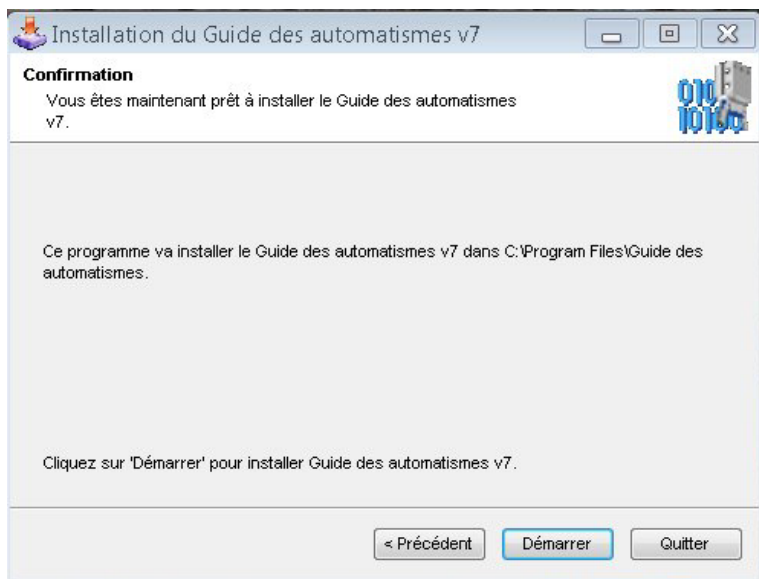 Installation du Guide des automatismes v7
Confirmation
Vous êtes maintenant prêt à installer le Guide des automatismes
v7.
010
10100
Ce programme va installer le Guide des automatismes v7 dans C:\Program Files\Guide des
automatismes.
Cliquez sur 'Démarrer' pour installer Guide des automatismes v7.
< Précédent
Démarrer
Quitter